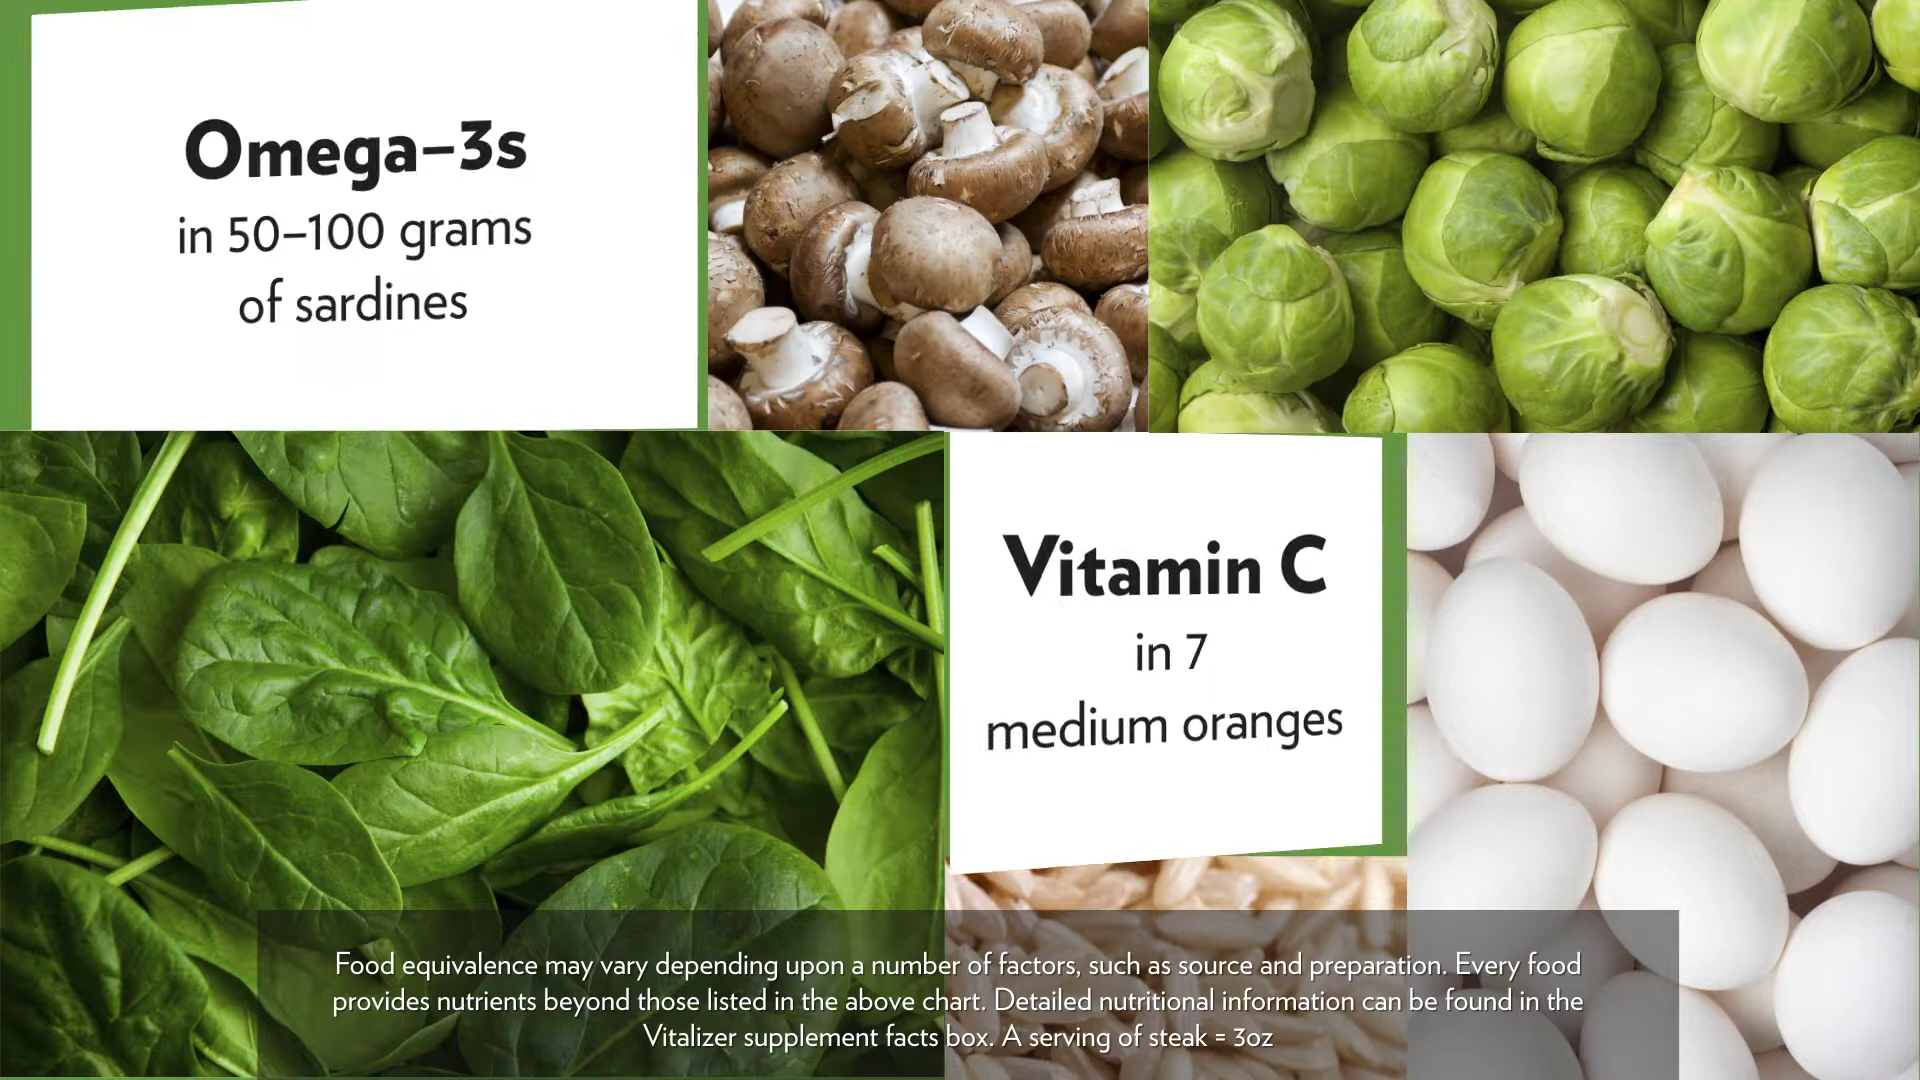 Omega-3s
in 50–100 grams
of sardines
Vitamin C
in 7
medium oranges
Food equivalence may vary depending upon a number of factors, such as source and preparation. Every food
provides nutrients beyond those listed in the above chart. Detailed nutritional information can be found in the
Vitalizer supplement facts box. A serving of steak = 3oz